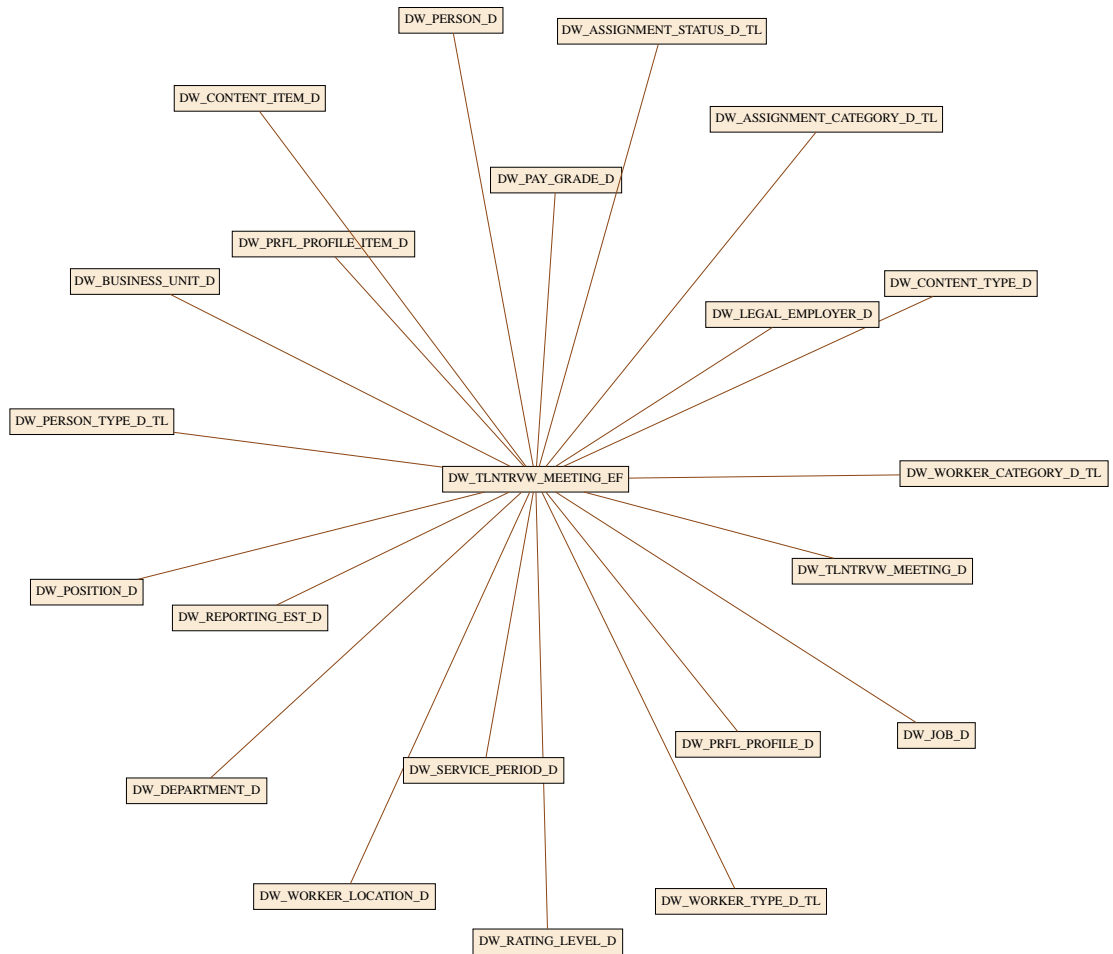 DW_PERSON_D
DW_ASSIGNMENT_STATUS_D_TL
DW_CONTENT_ITEM_D
DW_ASSIGNMENT_CATEGORY_D_TL
DW_PAY_GRADE_D
DW_PRFL_PROFILE_ITEM_D
DW_BUSINESS_UNIT_D
DW_CONTENT_TYPE_D
DW_LEGAL_EMPLOYER_D
DW_PERSON_TYPE_D_TL
DW_TLNTRVW_MEETING_EF
DW_WORKER_CATEGORY_D_TL
DW_TLNTRVW_MEETING_D
DW_POSITION_D
DW_REPORTING_EST_D
DW_JOB_D
DW_PRFL_PROFILE_D
DW_SERVICE_PERIOD_D
DW_DEPARTMENT_D
DW_WORKER_LOCATION_D
DW_WORKER_TYPE_D_TL
DW_RATING_LEVEL_D